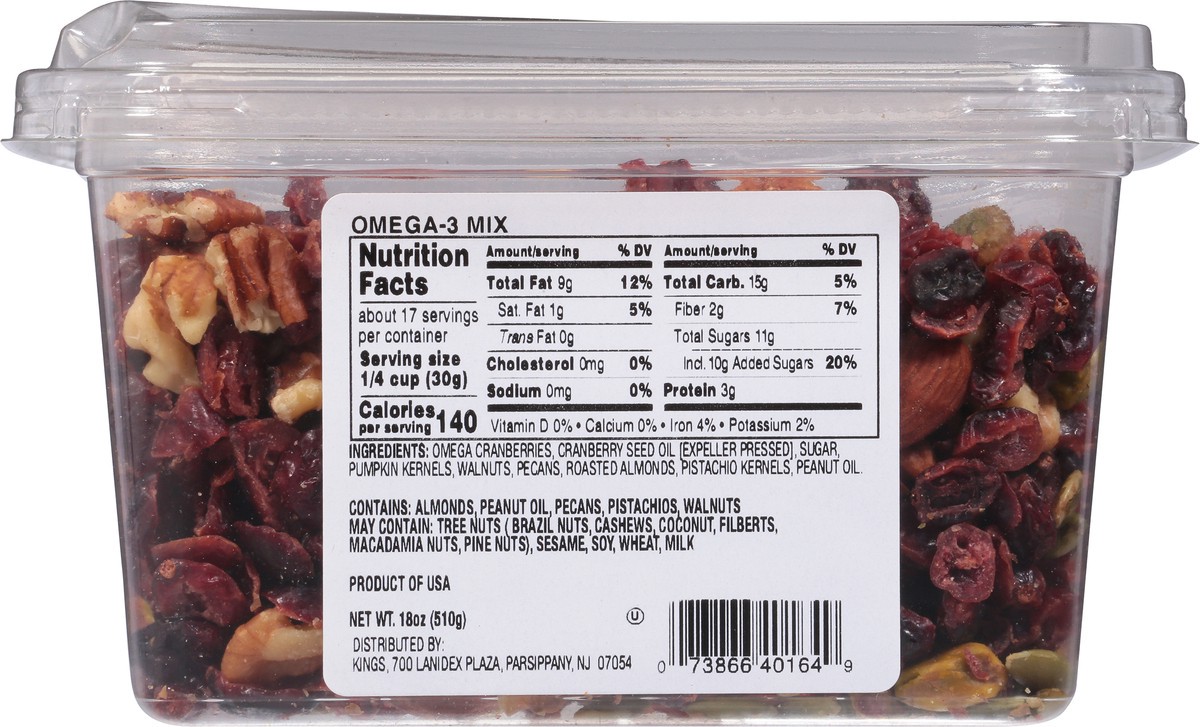 OMEGA-3 MIX
Nutrition
Facts
about 17 servings
per container
Serving size
1/4 cup (30g)
Calories
per serving 140
Amount/serving % DV
Total Fat 9g 12%
Sat. Fat 1g 5%
Trans Fat 0g
Cholesterol 0mg 0%
Sodium 0mg 0%
Amount/serving % DV
Total Carb. 15g 5%
Fiber 2g 7%
Total Sugars 11g
Incl. 10g Added Sugars 20%
Protein 3g
Vitamin D 0% • Calcium 0% • Iron 4% • Potassium 2%
INGREDIENTS: OMEGA CRANBERRIES, CRANBERRY SEED OIL [EXPELLER PRESSED], SUGAR,
PUMPKIN KERNELS, WALNUTS, PECANS, ROASTED ALMONDS, PISTACHIO KERNELS, PEANUT OIL.
CONTAINS: ALMONDS, PEANUT OIL, PECANS, PISTACHIOS, WALNUTS
MAY CONTAIN: TREE NUTS ( BRAZIL NUTS, CASHEWS, COCONUT, FILBERTS,
MACADAMIA NUTS, PINE NUTS), SESAME, SOY, WHEAT, MILK
PRODUCT OF USA
NET WT. 18oz (510g)
U
DISTRIBUTED BY:
KINGS, 700 LANIDEX PLAZA, PARSIPPANY, NJ 07054
0 73866 40164 9